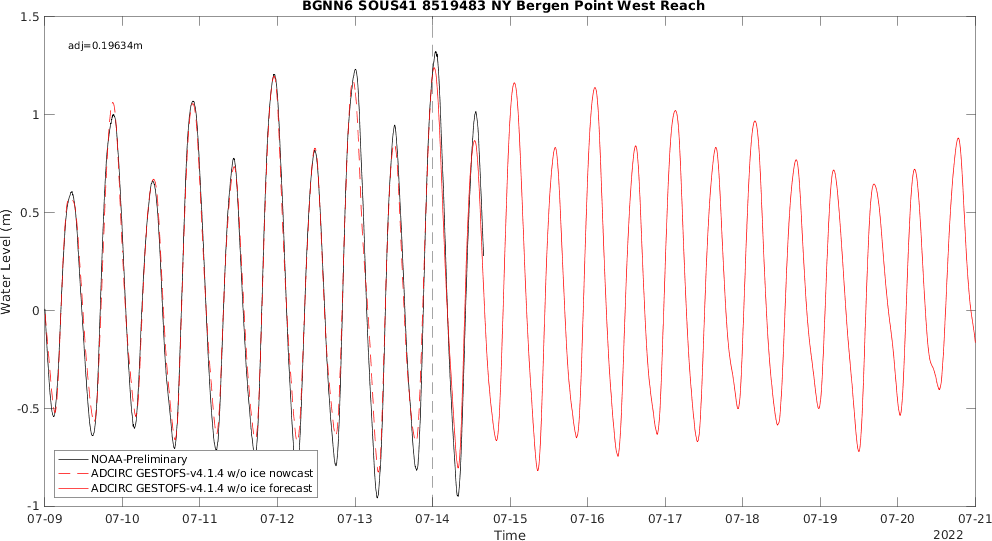 BGNN6 SOUS41 8519483 NY Bergen Point West Reach
adj=0.19634m
1.5
1
0.5
0
-0.5
-1
Water Level (m)
NOAA-Preliminary
ADCIRC GESTOFS-v4.1.4 w/o ice nowcast
ADCIRC GESTOFS-v4.1.4 w/o ice forecast
07-09 07-10 07-11 07-12 07-13 07-14 07-15 07-16 07-17 07-18 07-19 07-20 07-21
Time
2022